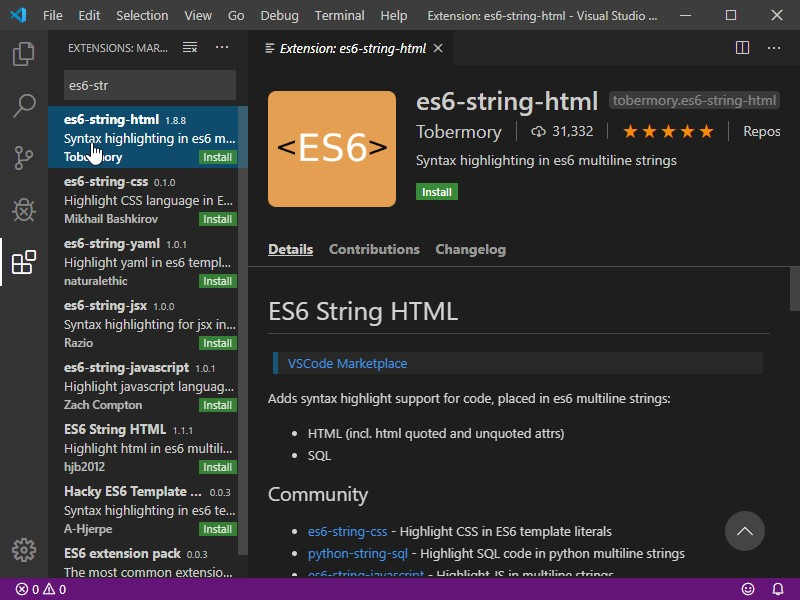 File Edit Selection View Go Debug Terminal Help Extension: es6-string-html - Visual Studio ...
EXTENSIONS: MAR...
es6-str
es6-string-html 1.8.8
Syntax highlighting in es6 m...
Tobermory Install
es6-string-css 0.1.0
Highlight CSS language in E...
Mikhail Bashkirov Install
es6-string-yaml 1.0.1
Highlight yaml in es6 templ...
naturalethic Install
es6-string-jsx 1.0.0
Syntax highlighting for jsx in...
Razio Install
es6-string-javascript 1.0.1
Highlight javascript languag...
Zach Compton Install
ES6 String HTML 1.1.1
Highlight html in es6 multili...
hjb2012 Install
Hacky ES6 Template ... 0.0.3
Syntax highlighting in es6 te...
A-Hjerpe Install
ES6 extension pack 0.0.3
The most common extensio...
Extension: es6-string-html
<ES6>
es6-string-html tobermory.es6-string-html
Tobermory 31,332 Repos
Syntax highlighting in es6 multiline strings
Install
Details Contributions Changelog
ES6 String HTML
VSCode Marketplace
Adds syntax highlight support for code, placed in es6 multiline strings:
• HTML (incl. html quoted and unquoted attrs)
• SQL
Community
• es6-string-css - Highlight CSS in ES6 template literals
• python-string-sql - Highlight SQL code in python multiline strings
• es6-string-javascript - Highlight JS in multiline strings
0 0